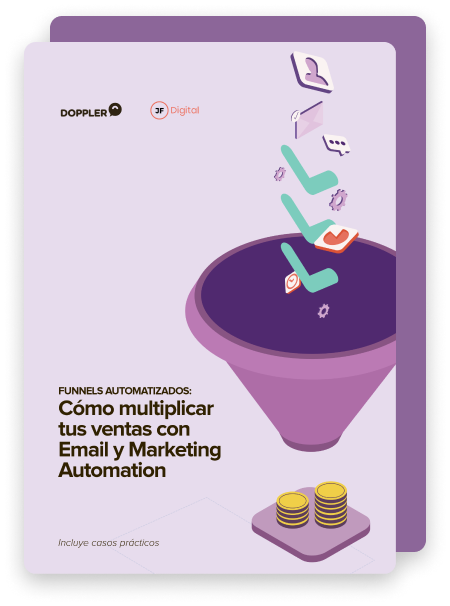 DOPPLER
JF Digital
FUNNELS AUTOMATIZADOS:
Cómo multiplicar
tus ventas con
Email y Marketing
Automation
Incluye casos prácticos